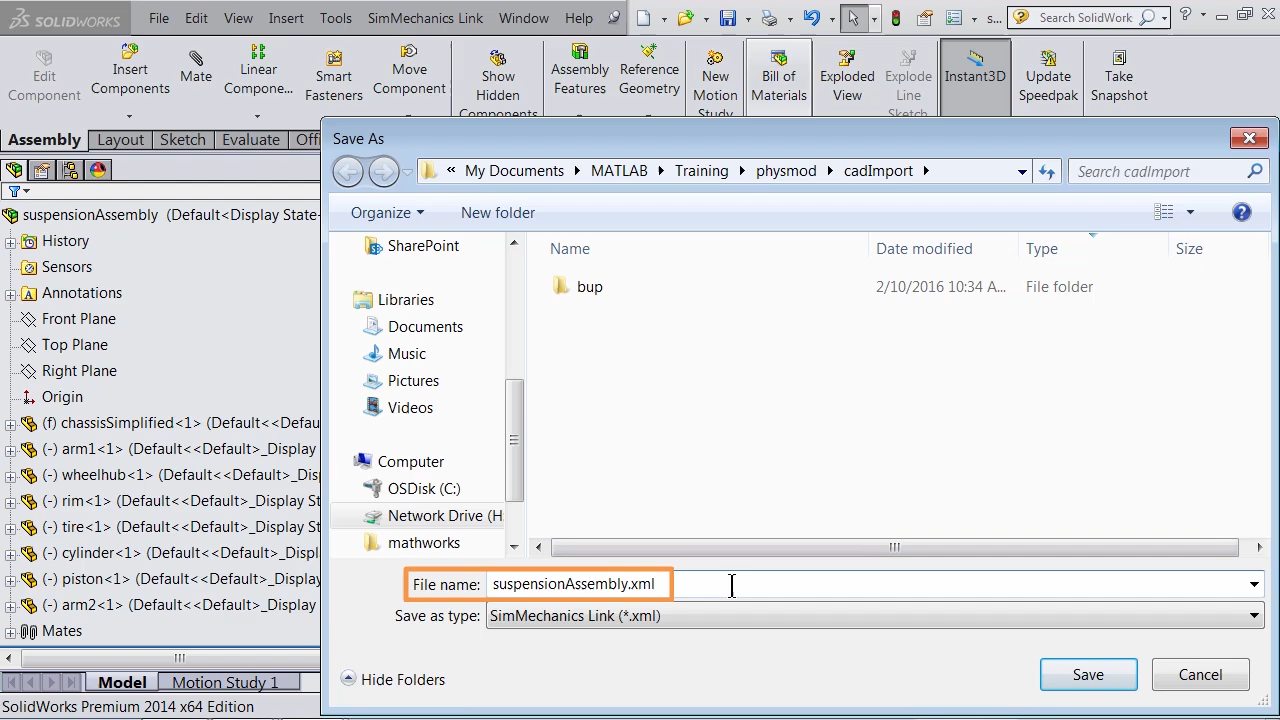 SOLIDWORKS File Edit View Insert Tools SimMechanics Link Window Help s... Search SolidWork
Edit Component
Insert Components
Mate
Linear Compone...
Smart Fasteners
Move Component
Show Hidden Components
Assembly Features
Reference Geometry
New Motion Study
Bill of Materials
Exploded View
Explode Line Sketch
Instant3D
Update Speedpak
Take Snapshot
Assembly Layout Sketch Evaluate Offi
suspensionAssembly (Default<Display State-
History
Sensors
Annotations
Front Plane
Top Plane
Right Plane
Origin
(f) chassisSimplified<1> (Default<<Defau
(-) arm1<1> (Default<<Default>_Display
(-) wheelhub<1> (Default<<Default>_Disp
(-) rim<1> (Default<<Default>_Display St
(-) tire<1> (Default<<Default>_Display St
(-) cylinder<1> (Default<<Default>_Displ
(-) piston<1> (Default<<Default>_Display
(-) arm2<1> (Default<<Default>_Display
Mates
Model Motion Study 1
SolidWorks Premium 2014 x64 Edition
Save As
« My Documents MATLAB Training physmod cadImport Search cadImport
Organize New folder
SharePoint
Libraries
Documents
Music
Pictures
Videos
Computer
OSDisk (C:)
Network Drive (H
mathworks
Name Date modified Type Size
bup 2/10/2016 10:34 A... File folder
File name: suspensionAssembly.xml
Save as type: SimMechanics Link (*.xml)
Hide Folders Save Cancel